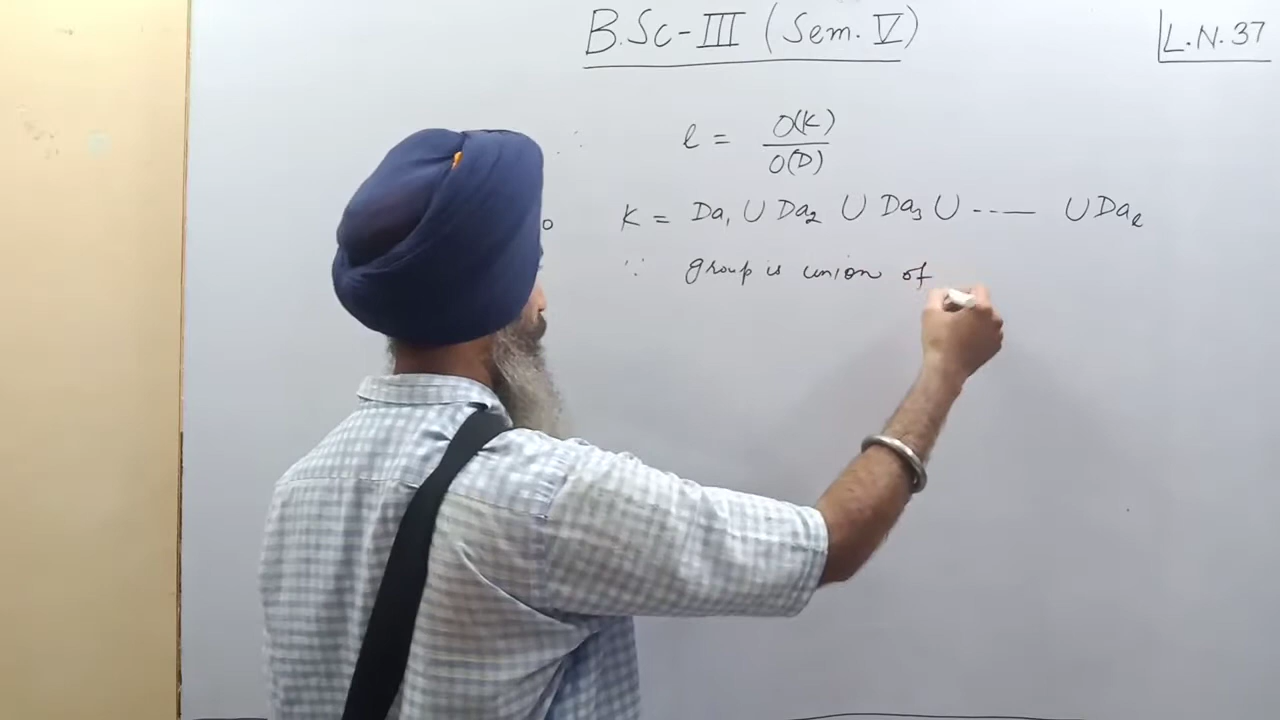 B.Sc-III (Sem. V)
L.N. 37
∴ l = O(K)/O(D)
K = Da₁ ∪ Da₂ ∪ Da₃ ∪ ---- ∪ Daₗ
∵ group is union of